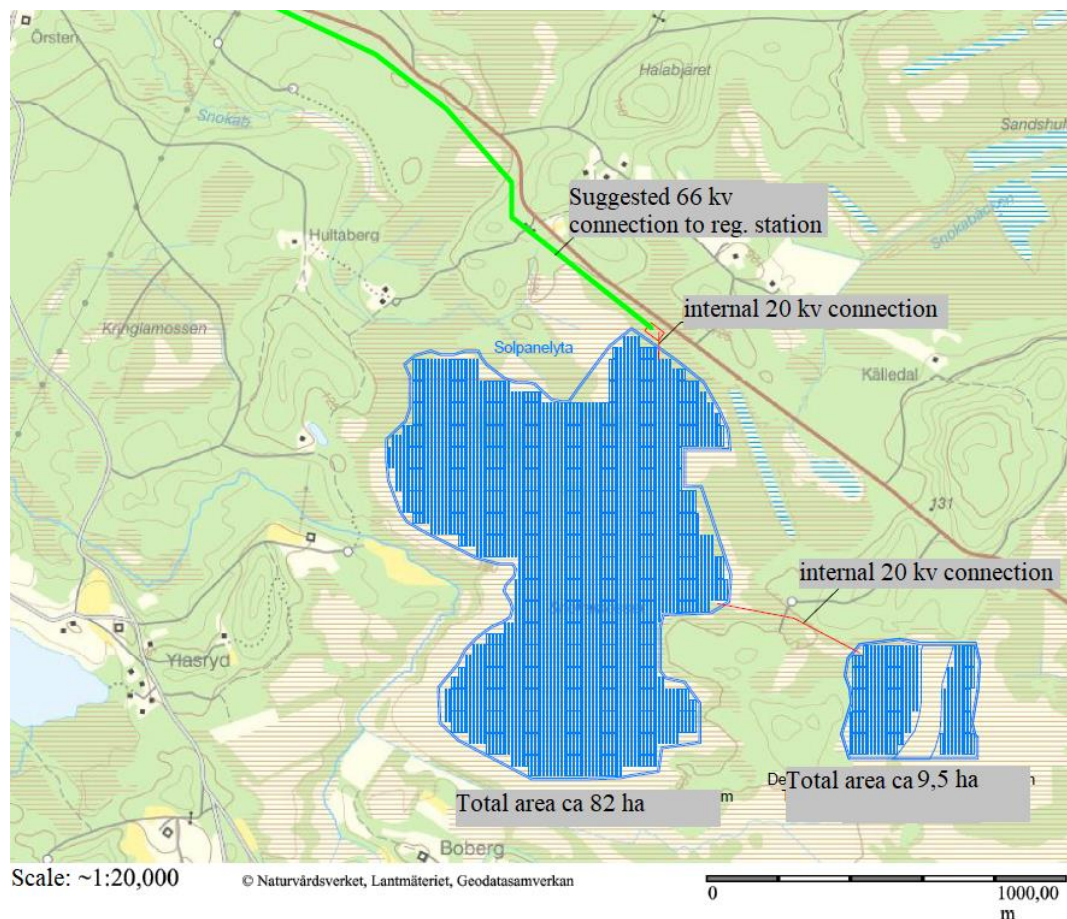 Örsten
Halabjäret
Snokab
Sandshul
Suggested 66 kv
connection to reg. station
Snokabäcken
Hultaberg
internal 20 kv connection
Kringlamossen
Solpanelyta
Källedal
131
internal 20 kv connection
Ylasryd
De
Total area ca 9,5 ha
n
Total area ca 82 ha
m
Boberg
Scale: ~1:20,000
© Naturvårdsverket, Lantmäteriet, Geodatasamverkan
0
1000,00
m